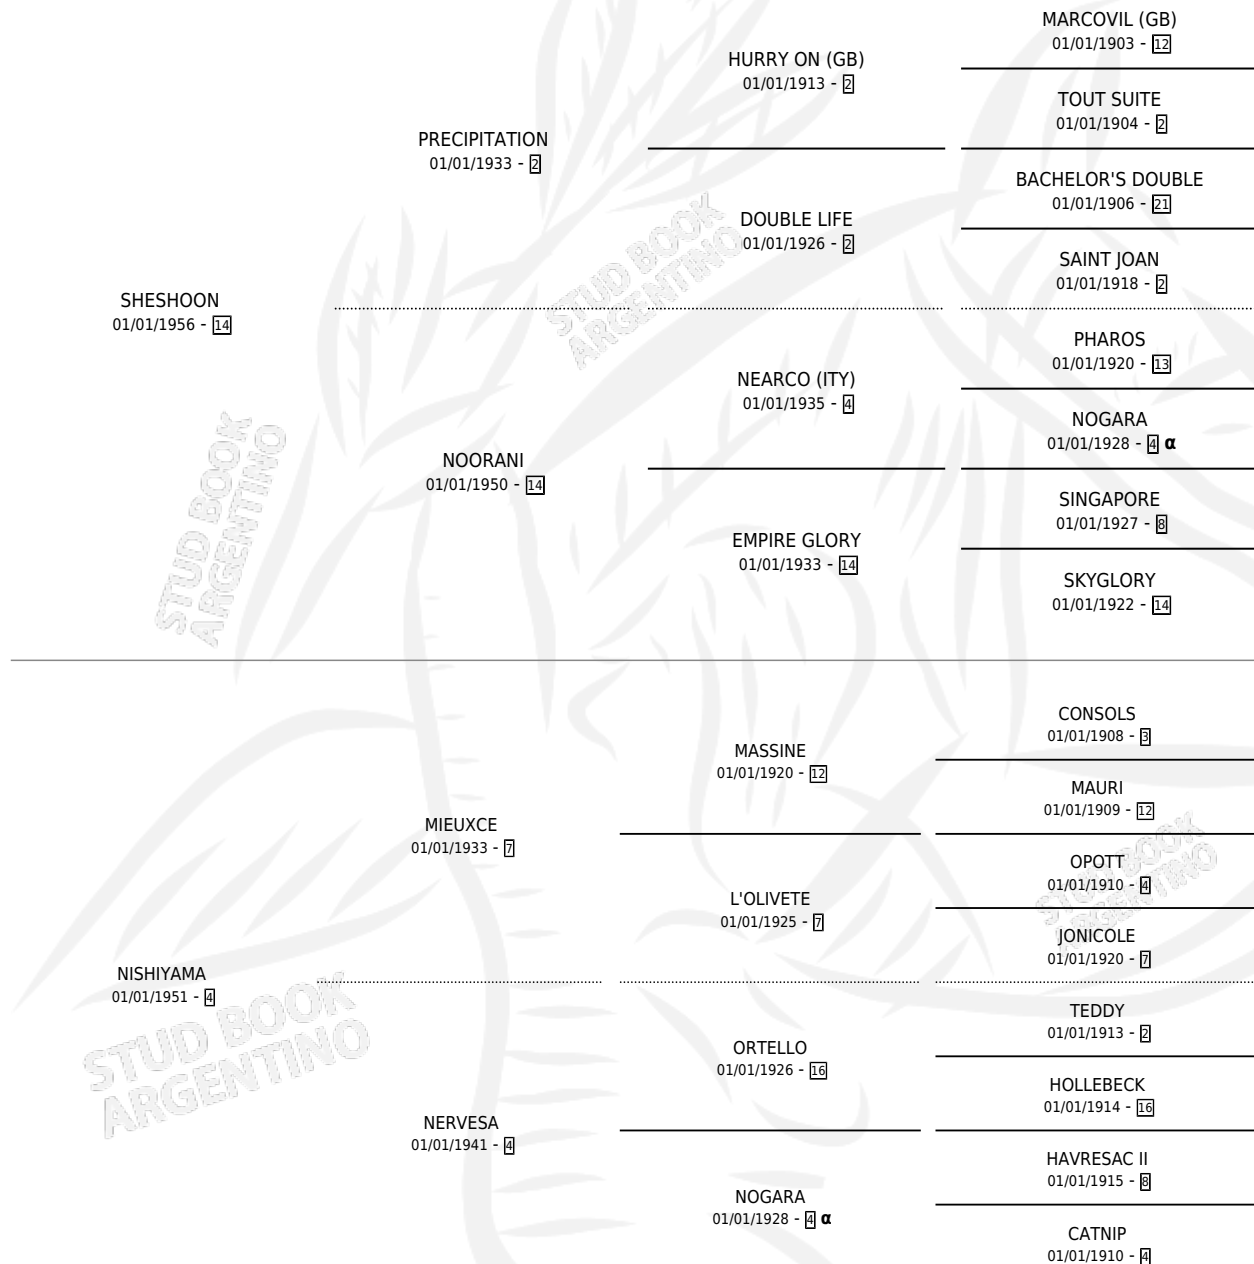 MARCOVIL (GB)
01/01/1903 - 12
HURRY ON (GB)
01/01/1913 - 2
TOUT SUITE
01/01/1904 - 2
PRECIPITATION
01/01/1933 - 2
BACHELOR'S DOUBLE
01/01/1906 - 21
DOUBLE LIFE
01/01/1926 - 2
SAINT JOAN
01/01/1918 - 2
SHESHOON
01/01/1956 - 14
STUD BOOK
ARGENTINO
PHAROS
01/01/1920 - 13
NEARCO (ITY)
01/01/1935 - 4
NOGARA
01/01/1928 - 4 α
NOORANI
01/01/1950 - 14
SINGAPORE
01/01/1927 - 8
EMPIRE GLORY
01/01/1933 - 14
SKYGLORY
01/01/1922 - 14
STUD BOOK
ARGENTINO
CONSOLS
01/01/1908 - 3
MASSINE
01/01/1920 - 12
MAURI
01/01/1909 - 12
MIEUXCE
01/01/1933 - 7
OPOTT
01/01/1910 - 4
L'OLIVETE
01/01/1925 - 7
STUD BOOK
ARGENTINO
JONICOLE
01/01/1920 - 7
NISHIYAMA
01/01/1951 - 4
STUD BOOK
ARGENTINO
TEDDY
01/01/1913 - 2
ORTELLO
01/01/1926 - 16
HOLLEBECK
01/01/1914 - 16
NERVESA
01/01/1941 - 4
HAVRESAC II
01/01/1915 - 8
NOGARA
01/01/1928 - 4 α
CATNIP
01/01/1910 - 4